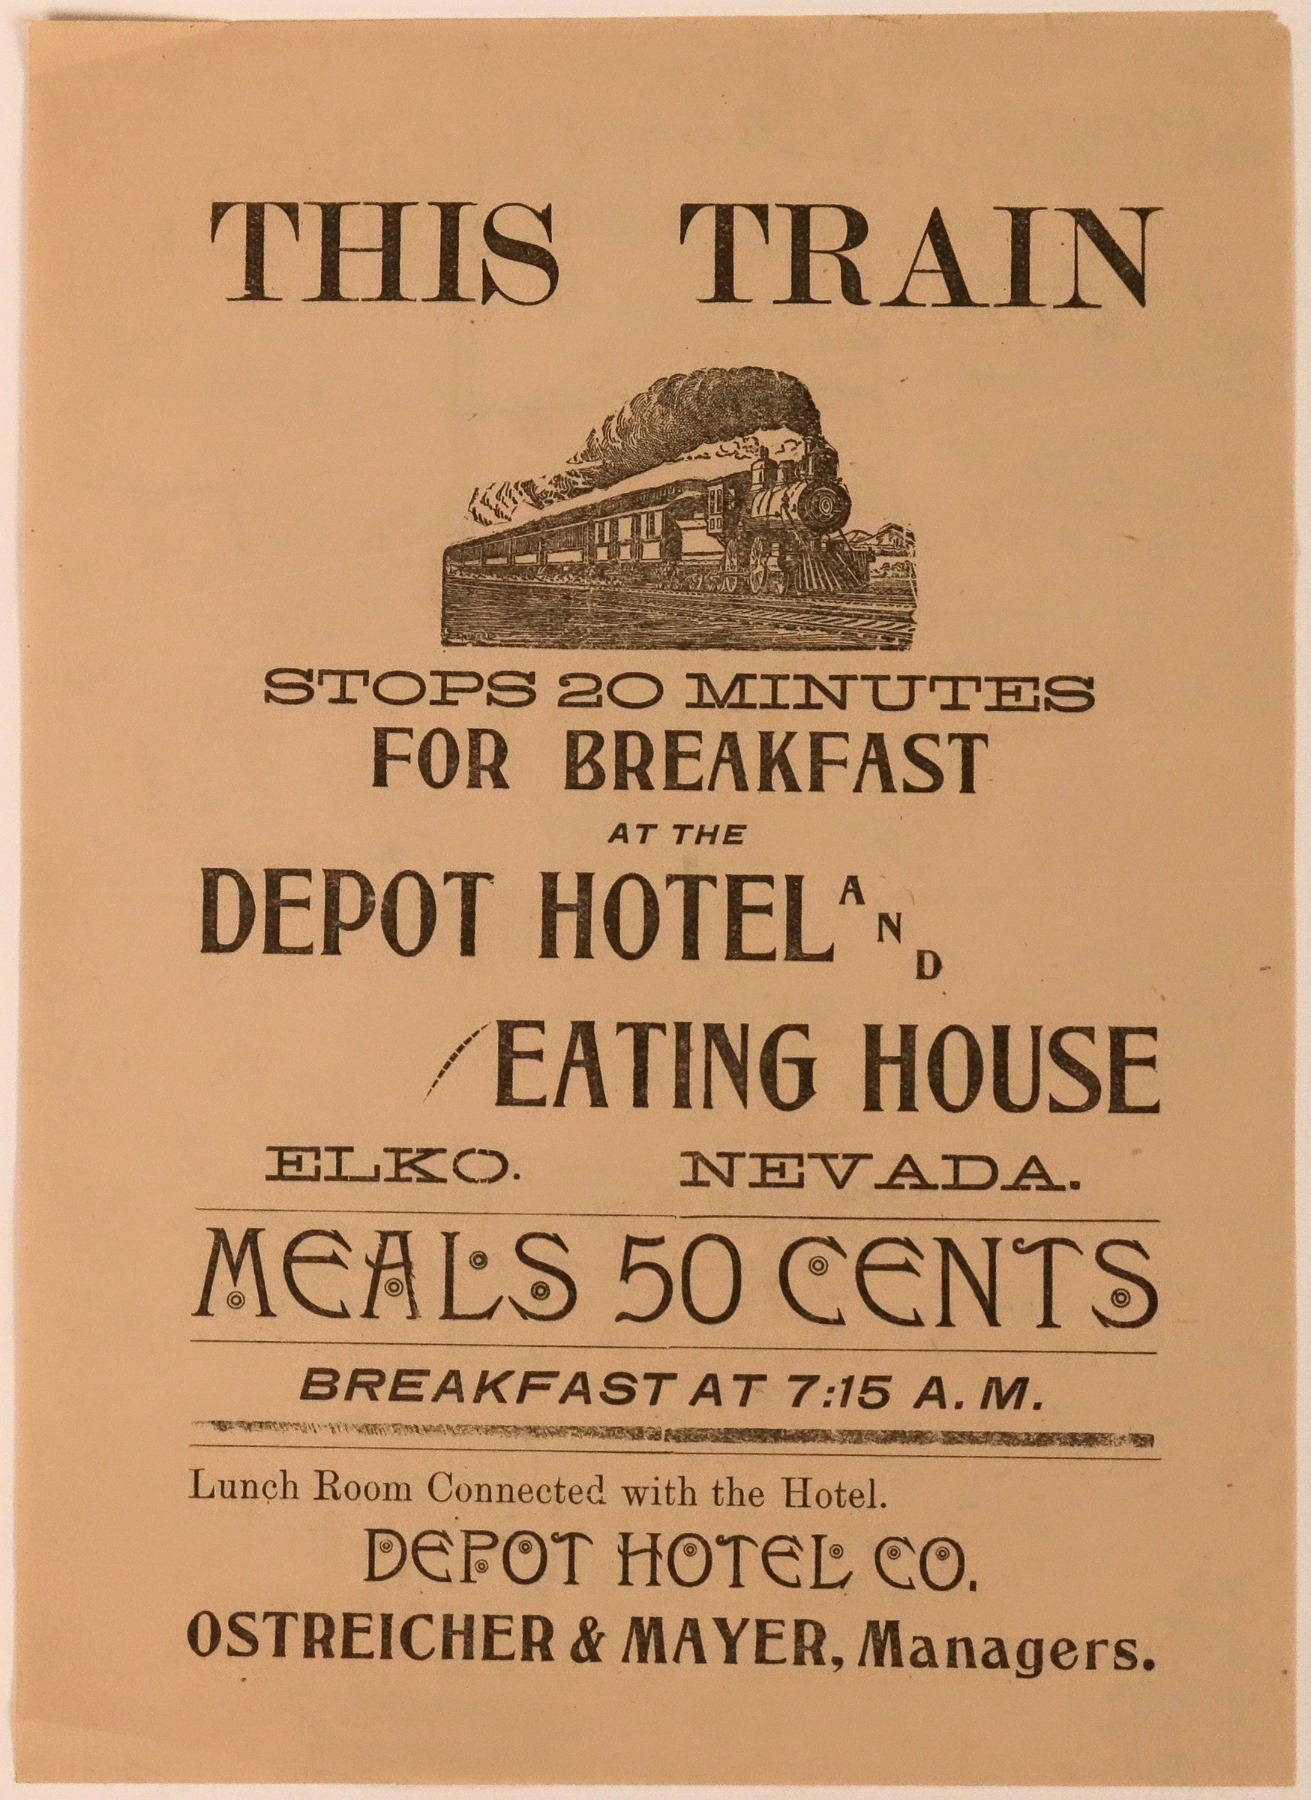 THIS TRAIN
STOPS 20 MINUTES
FOR BREAKFAST
AT THE
DEPOT HOTEL AND
EATING HOUSE
ELKO. NEVADA.
MEALS 50 CENTS
BREAKFAST AT 7:15 A. M.
Lunch Room Connected with the Hotel.
DEPOT HOTEL CO.
OSTREICHER & MAYER, Managers.